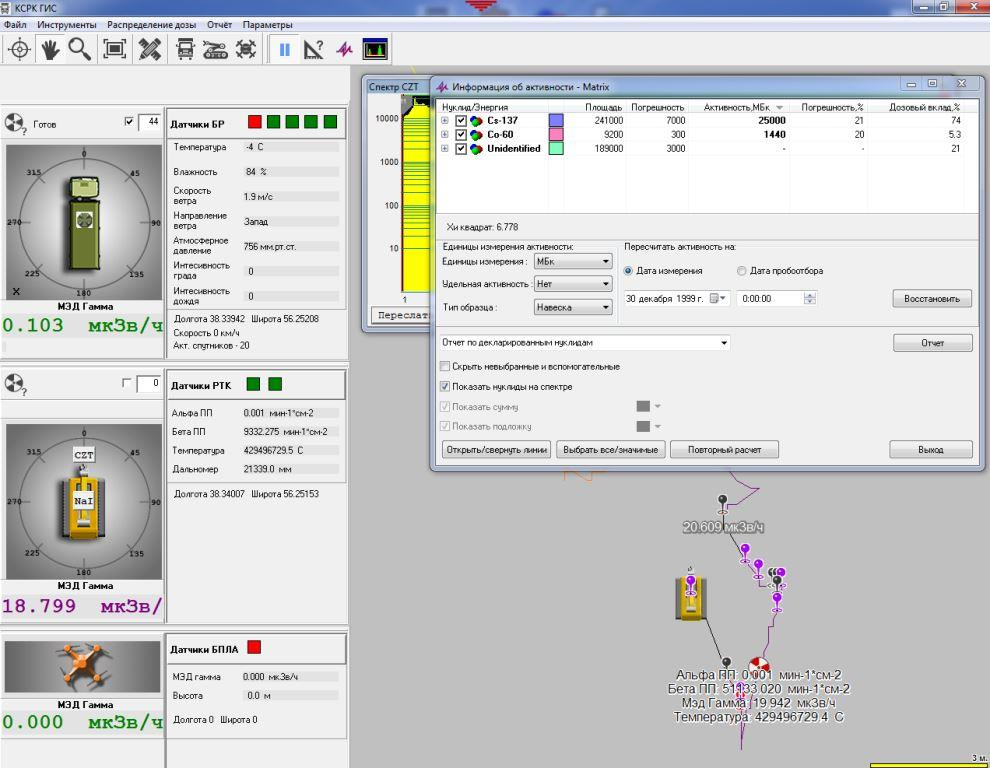 КСРК ГИС
Файл Инструменты Распределение дозы Отчёт Параметры
Готов 44
315 0 45
270 90
225 180 135
X
МЭД Гамма
0.103 мкЗв/ч
Датчики БР
Температура -4 C
Влажность 84 %
Скорость ветра 1.9 м/с
Направление ветра Запад
Атмосферное давление 756 мм.рт.ст.
Интесивность града 0
Интесивность дождя 0
Долгота 38.33942 Широта 56.25208
Скорость 0 км/ч
Акт. спутников - 20
0
315 0 45
CZT
270 NaI 90
225 180 135
МЭД Гамма
18.799 мкЗв/
Датчики РТК
Альфа ПП 0.001 мин-1*см-2
Бета ПП 9332.275 мин-1*см-2
Температура 429496729.5 C
Дальномер 21339.0 мм
Долгота 38.34007 Широта 56.25153
МЭД Гамма
0.000 мкЗв/ч
Датчики БПЛА
МЭД гамма 0.000 мкЗв/ч
Высота 0.0 м
Долгота 0 Широта 0
Спектр CZT
10000
1000
100
10
1
Переслат
Информация об активности - Matrix
Нуклид/Энергия Площадь Погрешность Активность,МБк Погрешность,% Дозовый вклад,%
Cs-137 241000 7000 25000 21 74
Co-60 9200 300 1440 20 5.3
Unidentified 189000 3000 - - 21
Хи квадрат: 6.778
Единицы измерения активности:
Единицы измерения : МБк
Удельная активность : Нет
Тип образца : Навеска
Пересчитать активность на:
Дата измерения Дата пробоотбора
30 декабря 1999 г. 0:00:00
Восстановить
Отчет по декларированным нуклидам
Отчет
Скрыть невыбранные и вспомогательные
Показать нуклиды на спектре
Показать сумму
Показать подложку
Открыть/свернуть линии Выбрать все/значимые Повторный расчет Выход
20.609 мкЗв/ч
Альфа ПП: 0.001 мин-1*см-2
Бета ПП: 51133.020 мин-1*см-2
Мэд Гамма: 19.942 мкЗв/ч
Температура: 429496729.4 C
3 м.